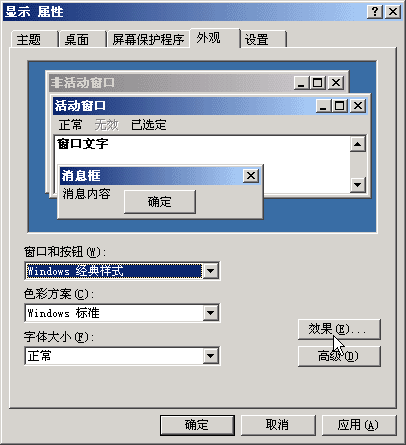 显示 属性
主题 桌面 屏幕保护程序 外观 设置
非活动窗口
活动窗口
正常 无效 已选定
窗口文字
消息框
消息内容
确定
窗口和按钮(W):
Windows 经典样式
色彩方案(C):
Windows 标准
效果(E)...
字体大小(F):
正常
高级(D)
确定 取消 应用(A)